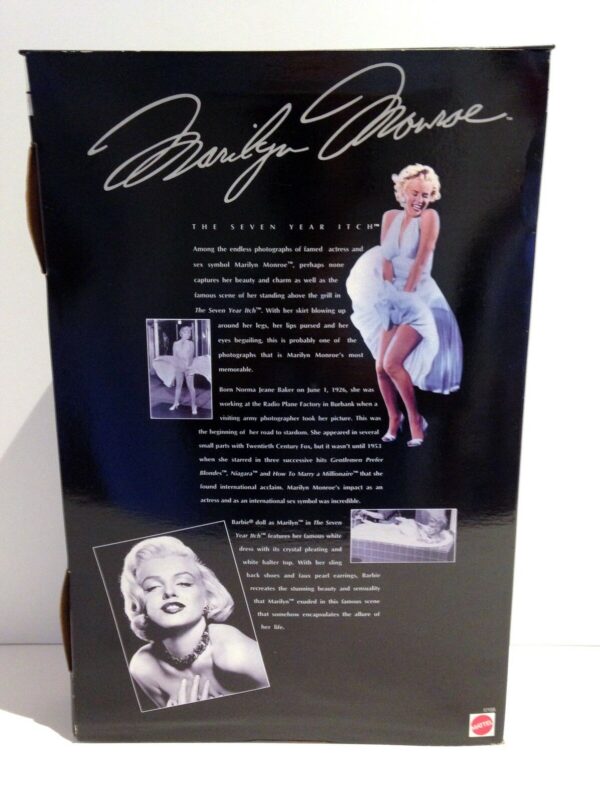 Marilyn Monroe™
THE SEVEN YEAR ITCH™
Among the endless photographs of famed actress and
sex symbol Marilyn Monroe™, perhaps none
captures her beauty and charm as well as the
famous scene of her standing above the grill in
The Seven Year Itch™. With her skirt blowing up
around her legs, her lips pursed and her
eyes beguiling, this is probably one of the
photographs that is Marilyn Monroe's most
memorable.
Born Norma Jeane Baker on June 1, 1926, she was
working at the Radio Plane Factory in Burbank when a
visiting army photographer took her picture. This was
the beginning of her road to stardom. She appeared in several
small parts with Twentieth Century Fox, but it wasn't until 1953
when she starred in three successive hits Gentlemen Prefer
Blondes™, Niagara™ and How To Marry a Millionaire™ that she
found international acclaim. Marilyn Monroe's impact as an
actress and as an international sex symbol was incredible.
Barbie® doll as Marilyn™ in The Seven
Year Itch™ features her famous white
dress with its crystal pleating and
white halter top. With her sling
back shoes and faux pearl earrings, Barbie
recreates the stunning beauty and sensuality
that Marilyn™ exuded in this famous scene
that somehow encapsulates the allure of
her life.
MATTEL